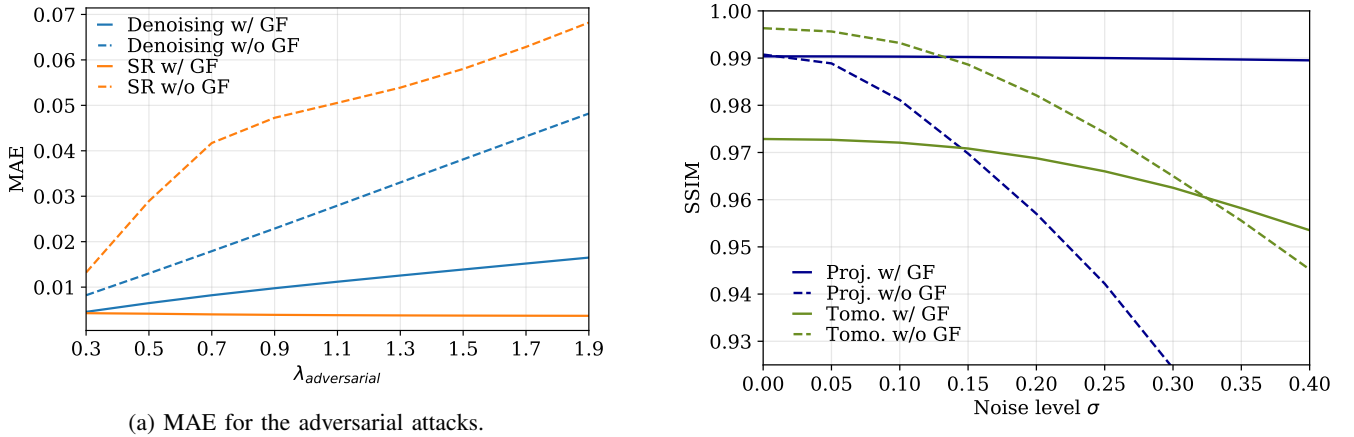 0.07
0.06
0.05
0.04
0.03
0.02
0.01
MAE
Denoising w/ GF
Denoising w/o GF
SR w/ GF
SR w/o GF
0.3 0.5 0.7 0.9 1.1 1.3 1.5 1.7 1.9
λadversarial
(a) MAE for the adversarial attacks.
1.00
0.99
0.98
0.97
0.96
0.95
0.94
0.93
SSIM
Proj. w/ GF
Proj. w/o GF
Tomo. w/ GF
Tomo. w/o GF
0.00 0.05 0.10 0.15 0.20 0.25 0.30 0.35 0.40
Noise level σ